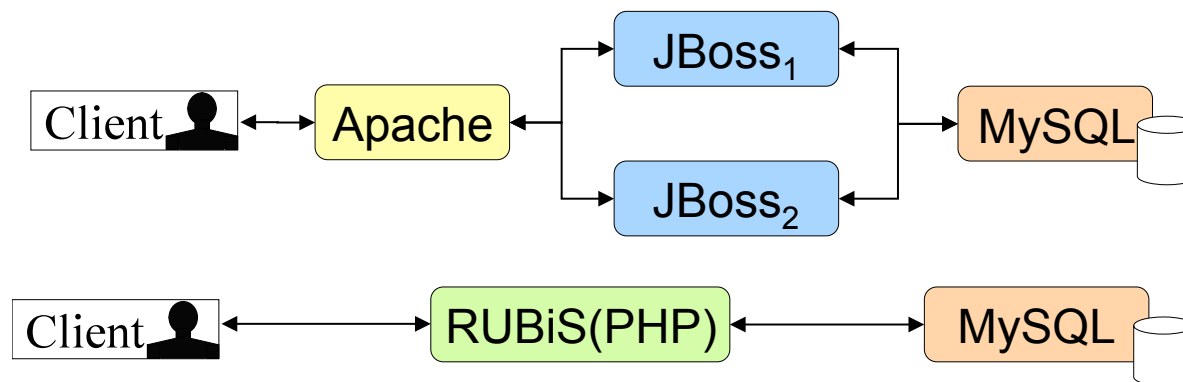 Client
Apache
JBoss₁
JBoss₂
MySQL
Client
RUBiS(PHP)
MySQL